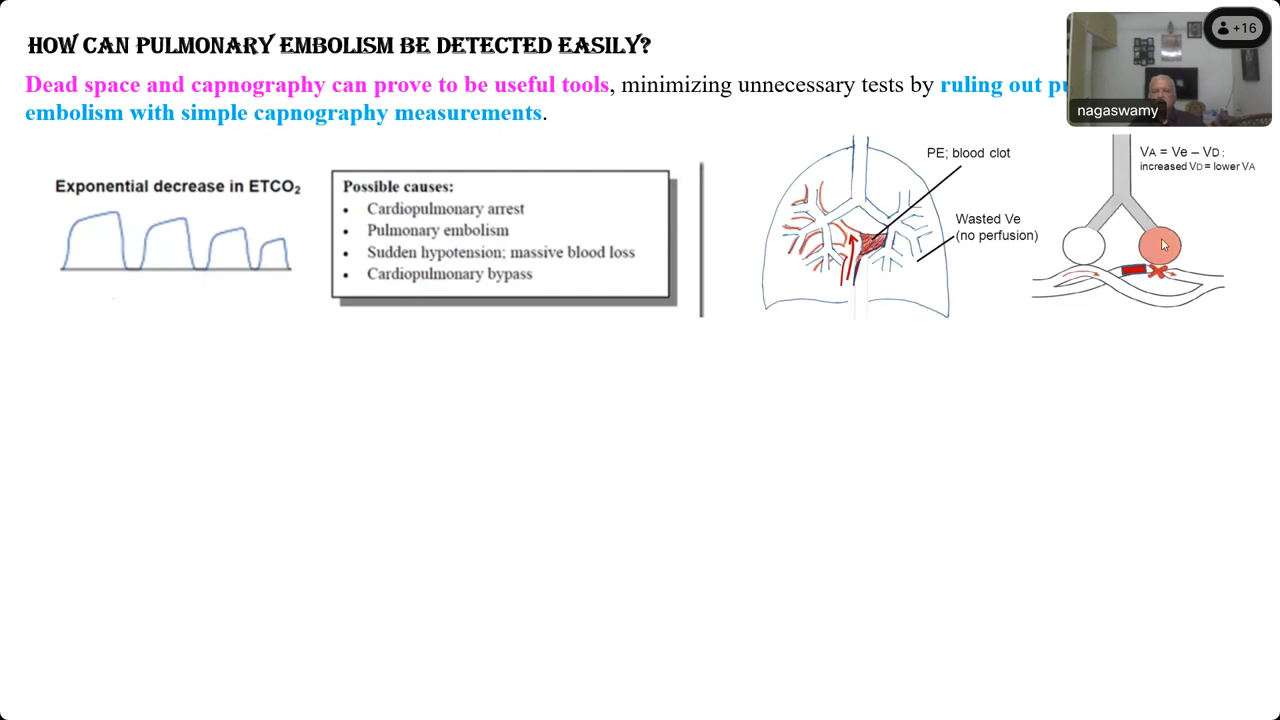 HOW CAN PULMONARY EMBOLISM BE DETECTED EASILY?
Dead space and capnography can prove to be useful tools, minimizing unnecessary tests by ruling out
embolism with simple capnography measurements.
+16
nagaswamy
Exponential decrease in ETCO₂
Possible causes:
• Cardiopulmonary arrest
• Pulmonary embolism
• Sudden hypotension; massive blood loss
• Cardiopulmonary bypass
PE; blood clot
Wasted Ve
(no perfusion)
VA = Ve – VD ;
increased VD = lower VA